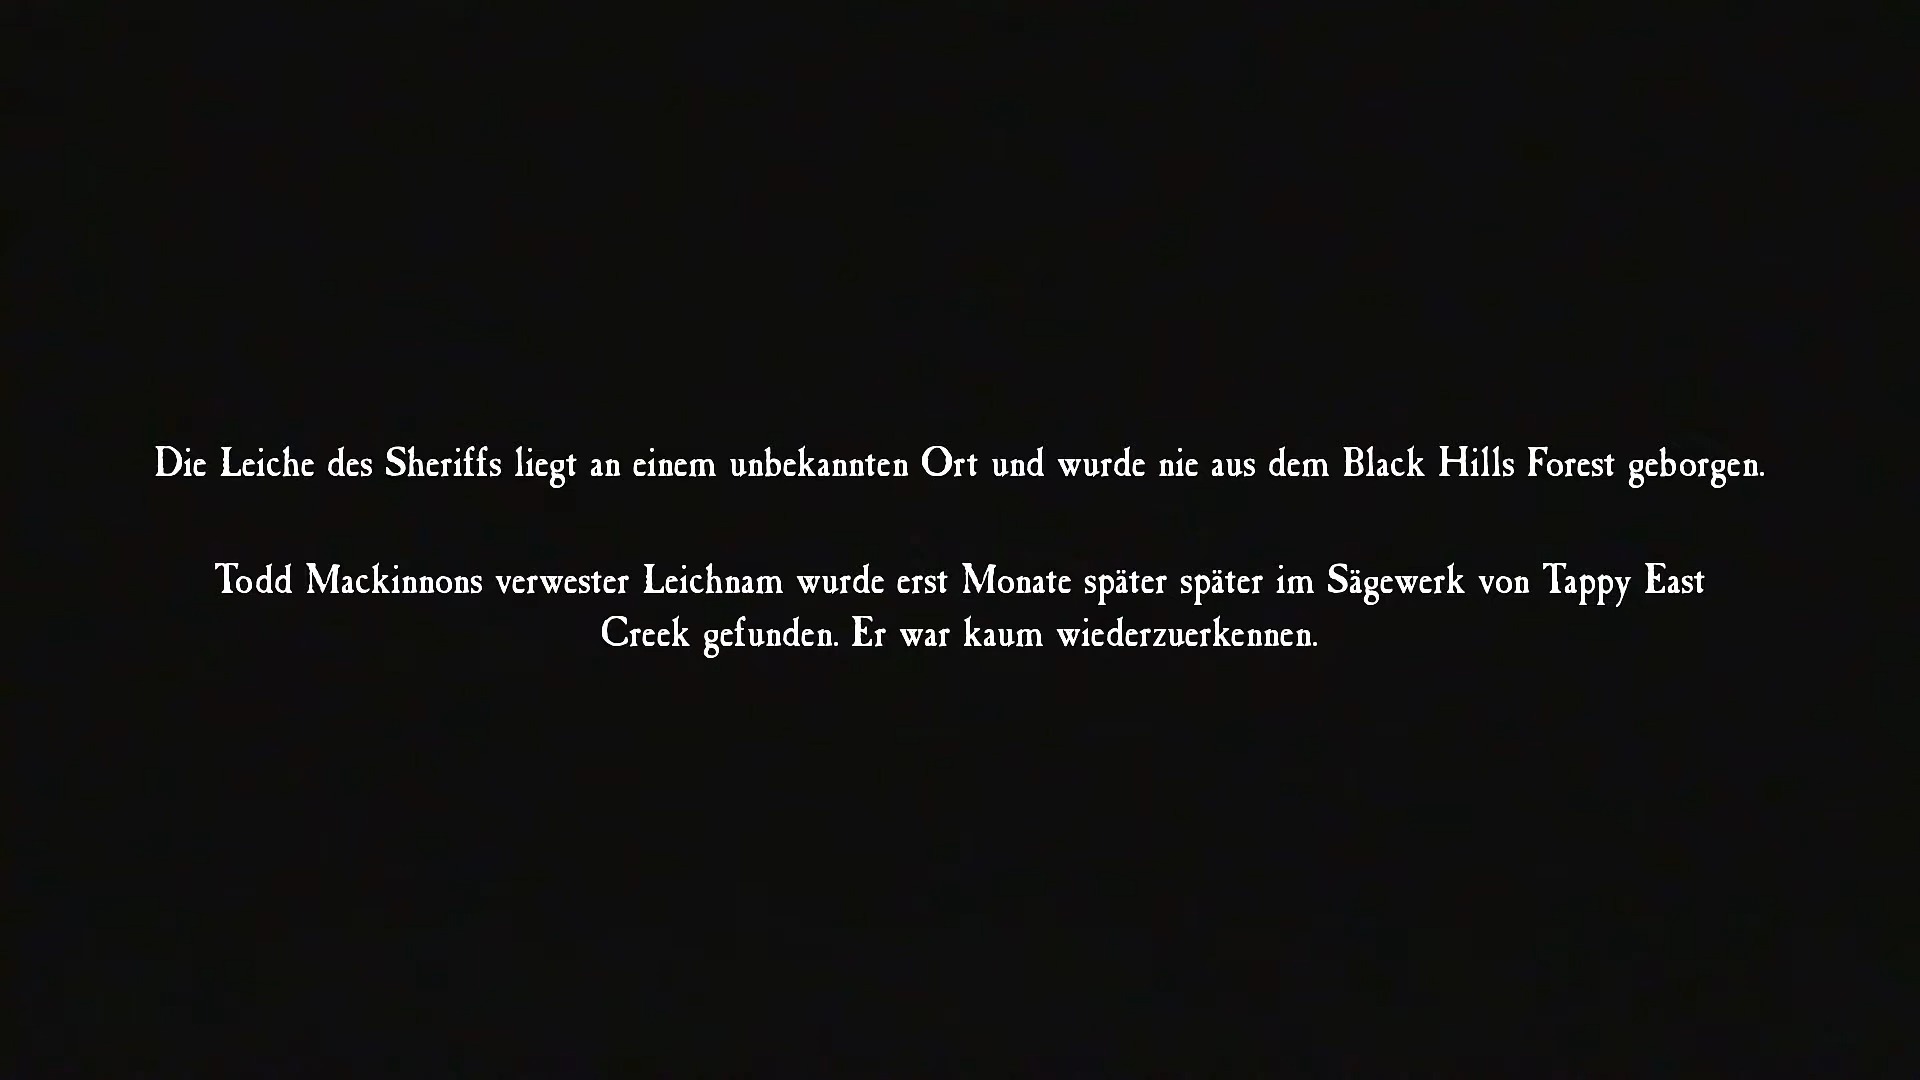 Die Leiche des Sheriffs liegt an einem unbekannten Ort und wurde nie aus dem Black Hills Forest geborgen.
Todd Mackinnons verwester Leichnam wurde erst Monate später später im Sägewerk von Tappy East
Creek gefunden. Er war kaum wiederzuerkennen.